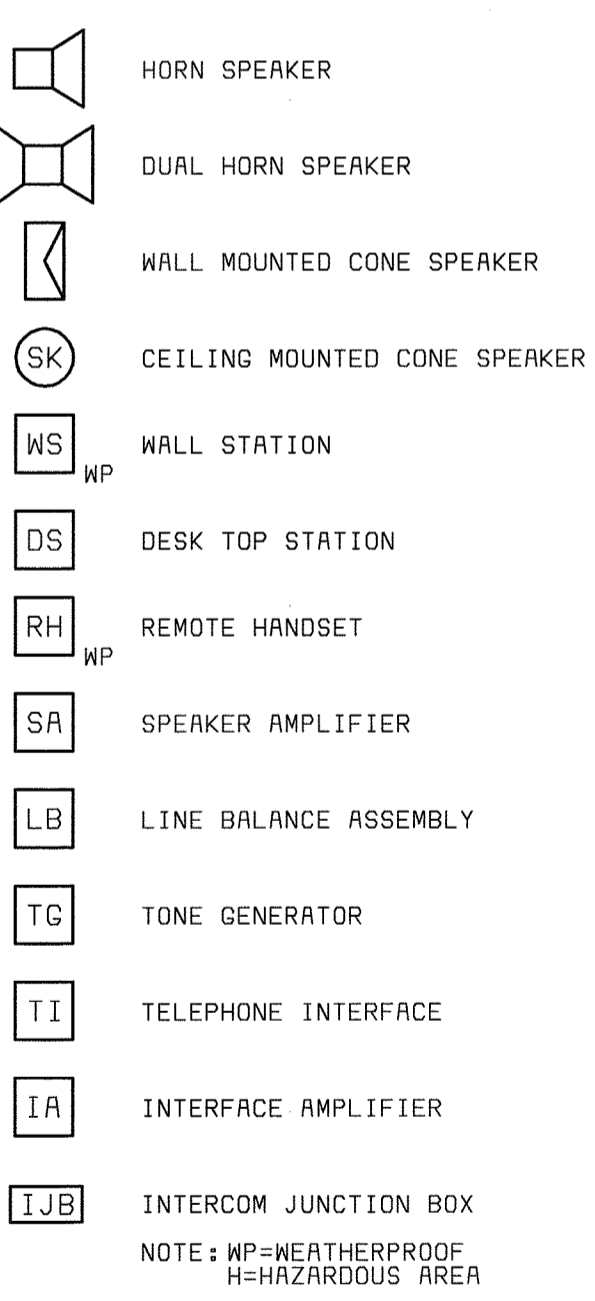 HORN SPEAKER
DUAL HORN SPEAKER
WALL MOUNTED CONE SPEAKER
SK CEILING MOUNTED CONE SPEAKER
WS WP WALL STATION
DS DESK TOP STATION
RH WP REMOTE HANDSET
SA SPEAKER AMPLIFIER
LB LINE BALANCE ASSEMBLY
TG TONE GENERATOR
TI TELEPHONE INTERFACE
IA INTERFACE AMPLIFIER
IJB INTERCOM JUNCTION BOX
NOTE: WP=WEATHERPROOF
H=HAZARDOUS AREA